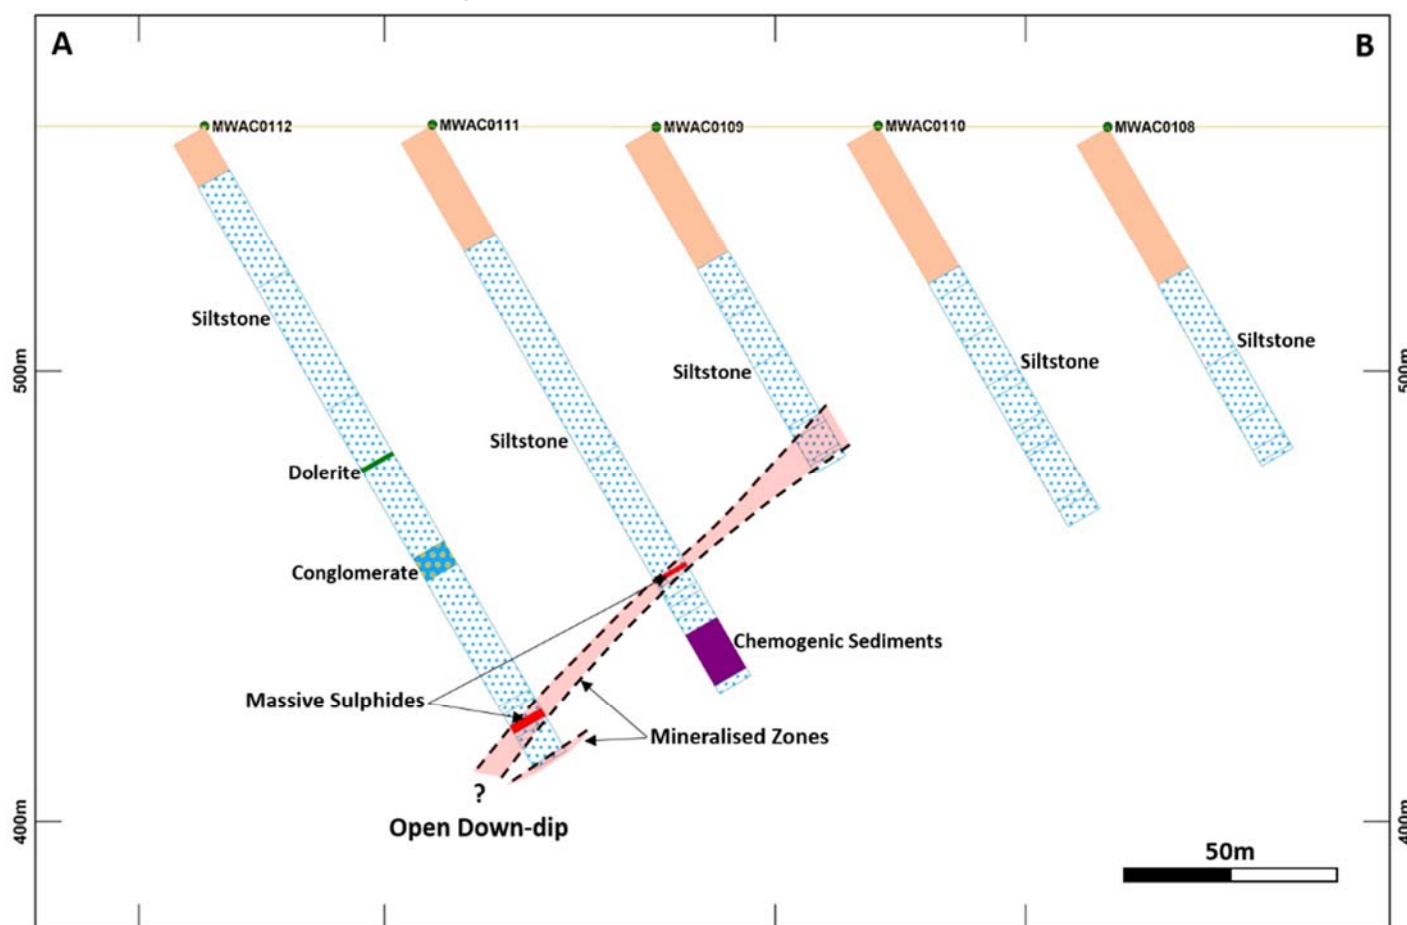 A
B
MWAC0112
MWAC0111
MWAC0109
MWAC0110
MWAC0108
Siltstone
Siltstone
Siltstone
Siltstone
Siltstone
500m
500m
Dolerite
Conglomerate
Chemogenic Sediments
Massive Sulphides
Mineralised Zones
?
Open Down-dip
400m
400m
50m